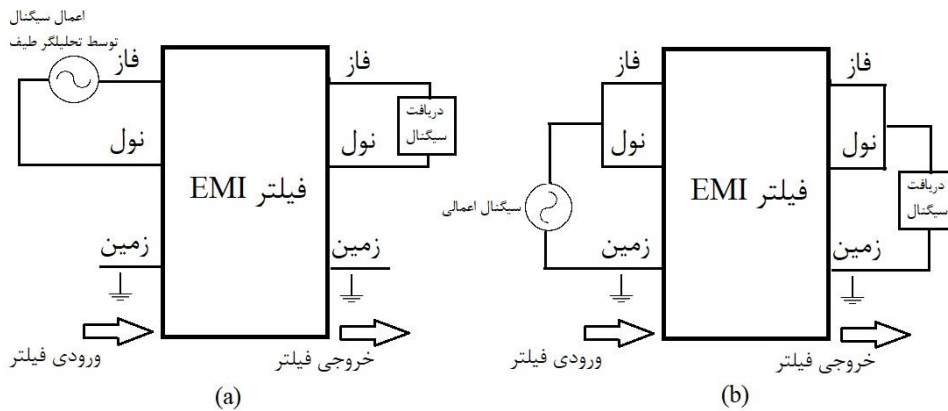 اعمال سیگنال
توسط تحلیلگر طیف
فاز
نول
زمین
فیلتر EMI
فاز
نول
زمین
دریافت
سیگنال
ورودی فیلتر
خروجی فیلتر
(a)
سیگنال اعمالی
فاز
نول
زمین
فیلتر EMI
فاز
نول
زمین
دریافت
سیگنال
ورودی فیلتر
خروجی فیلتر
(b)